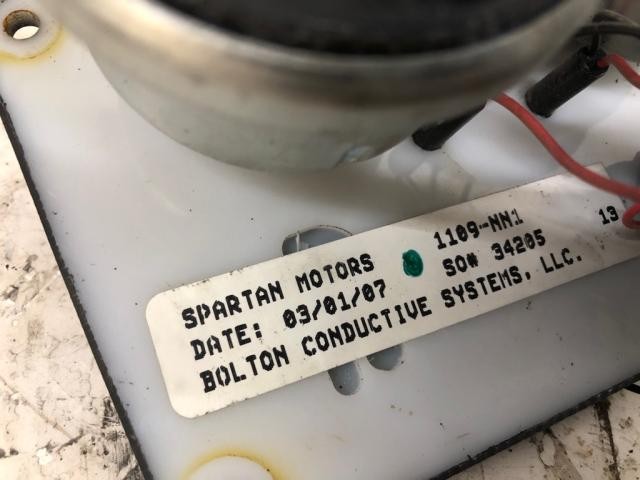 SPARTAN MOTORS 1109-NN1 13
DATE: 03/01/07 SO# 34205
BOLTON CONDUCTIVE SYSTEMS, LLC.